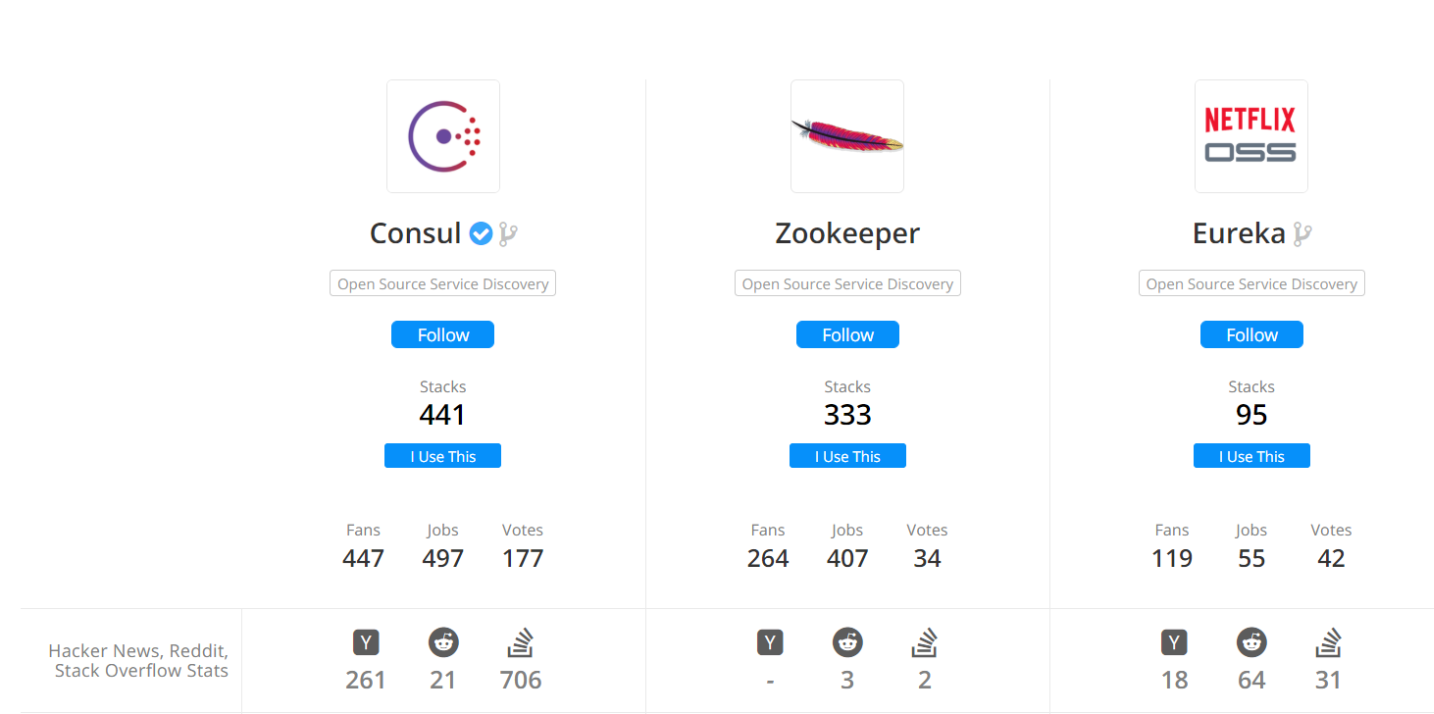 NETFLIX
OSS
Consul
Zookeeper
Eureka
Open Source Service Discovery
Open Source Service Discovery
Open Source Service Discovery
Follow
Follow
Follow
Stacks
Stacks
Stacks
441
333
95
I Use This
I Use This
I Use This
Fans Jobs Votes
Fans Jobs Votes
Fans Jobs Votes
447 497 177
264 407 34
119 55 42
Hacker News, Reddit,
Stack Overflow Stats
Y
Y
Y
261 21 706
- 3 2
18 64 31